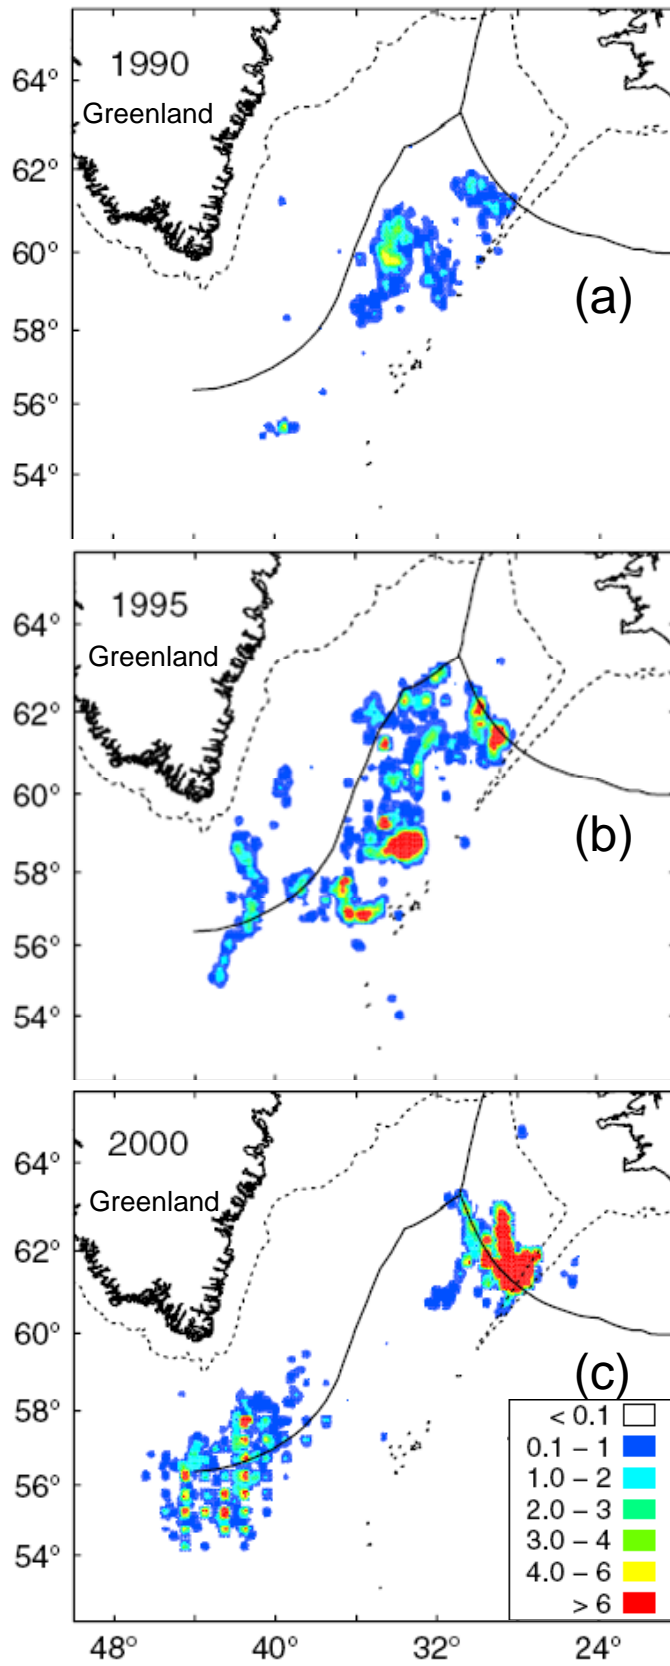 1990
64°
Greenland
62°
60°
(a)
58°
56°
54°
1995
64°
Greenland
62°
60°
(b)
58°
56°
54°
2000
64°
Greenland
62°
60°
(c)
58°
56°
54°
< 0.1
0.1 – 1
1.0 – 2
2.0 – 3
3.0 – 4
4.0 – 6
> 6
48° 40° 32° 24°